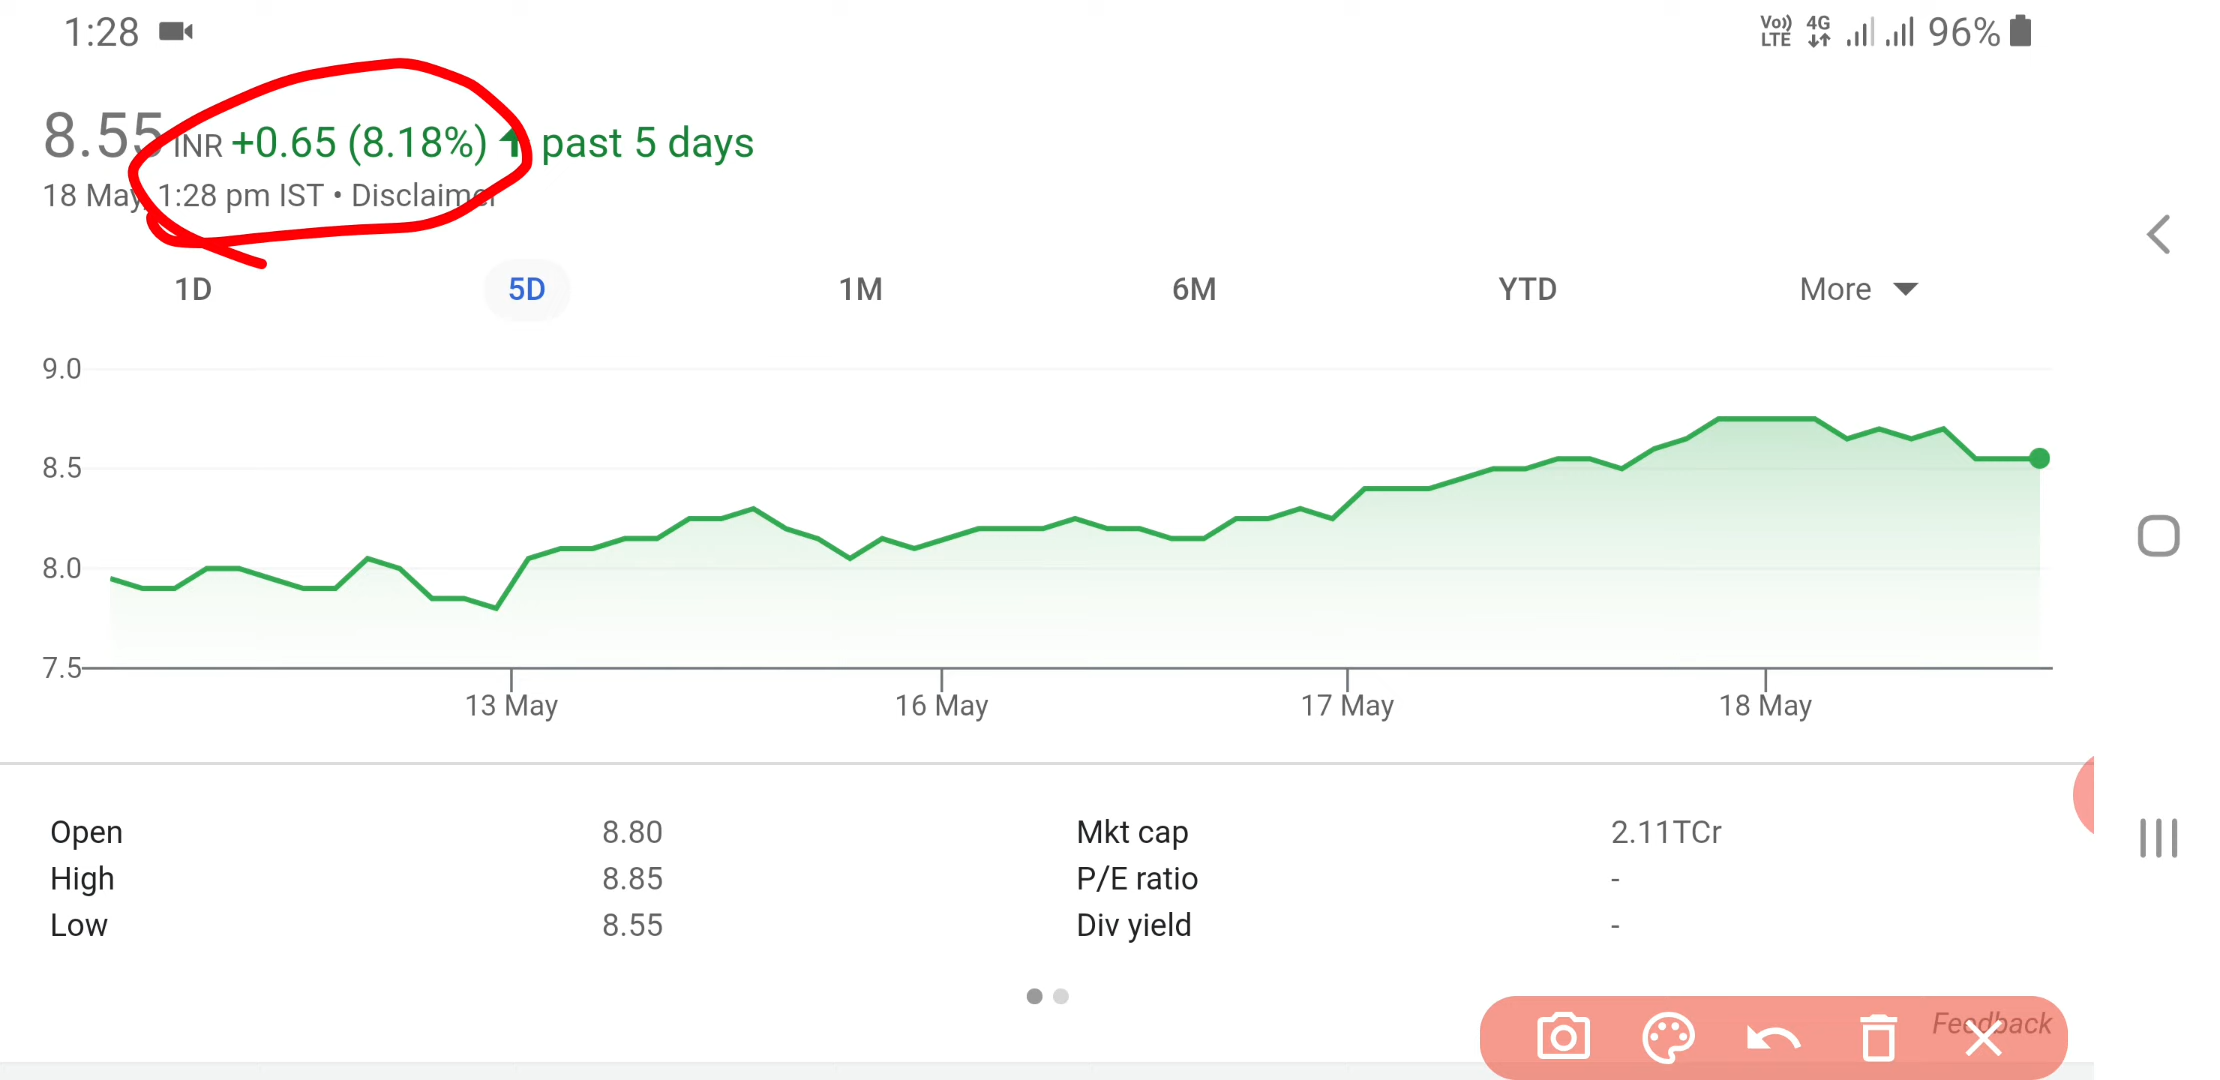 1:28 Vo)) LTE 4G 96%
8.55 INR +0.65 (8.18%) ↑ past 5 days
18 May, 1:28 pm IST • Disclaimer
1D 5D 1M 6M YTD More
9.0
8.5
8.0
7.5
13 May 16 May 17 May 18 May
Open 8.80 Mkt cap 2.11TCr
High 8.85 P/E ratio -
Low 8.55 Div yield -
Feedback